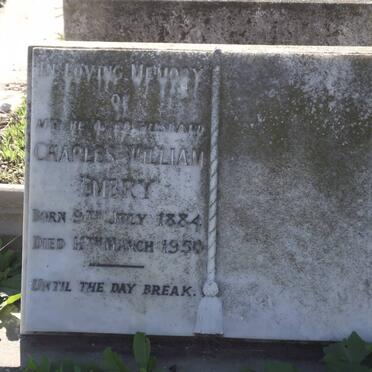 IN LOVING MEMORY
OF
CHARLES WILLIAM
EMERY
BORN 9TH JULY 1884
DIED MARCH 1950
UNTIL THE DAY BREAK.